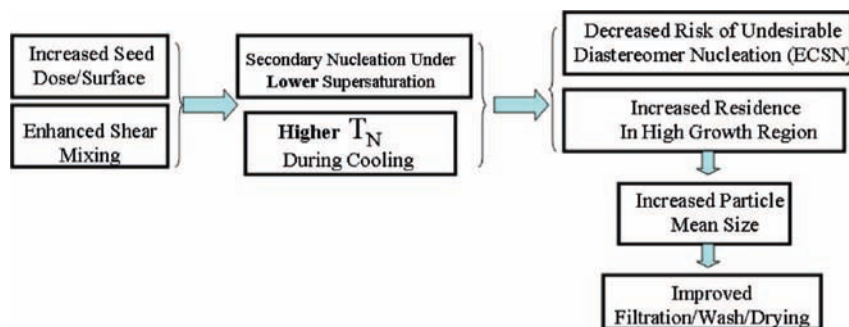 Increased Seed
Dose/Surface
Enhanced Shear
Mixing
Secondary Nucleation Under
Lower Supersaturation
Higher TN
During Cooling
Decreased Risk of Undesirable
Diastereomer Nucleation (ECSN)
Increased Residence
In High Growth Region
Increased Particle
Mean Size
Improved
Filtration/Wash/Drying